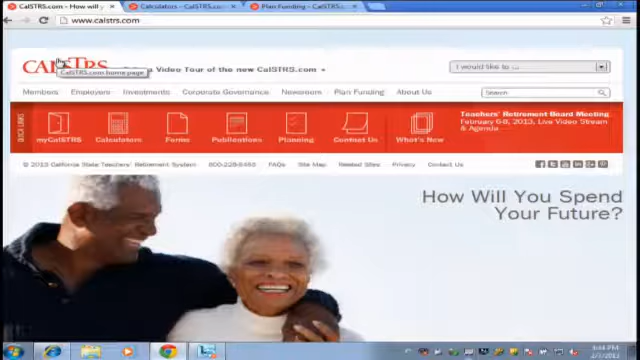 CalSTRS.com - How will y
Calculators - CalSTRS.c
Plan Funding - CalSTRS.c
www.calstrs.com
CALSTRS
a Video Tour of the new CalSTRS.com
I would like to ...
CalSTRS.com home page
Members Employers Investments Corporate Governance Newsroom Plan Funding About Us
Search
QUICK LINKS
myCalSTRS Calculators Forms Publications Planning Contact Us What's New
Teachers' Retirement Board Meeting
February 6-8, 2013, Live Video Stream
& Agenda
© 2013 California State Teachers' Retirement System 800-228-5453 FAQs Site Map Related Sites Privacy Contact Us
How Will You Spend
Your Future?